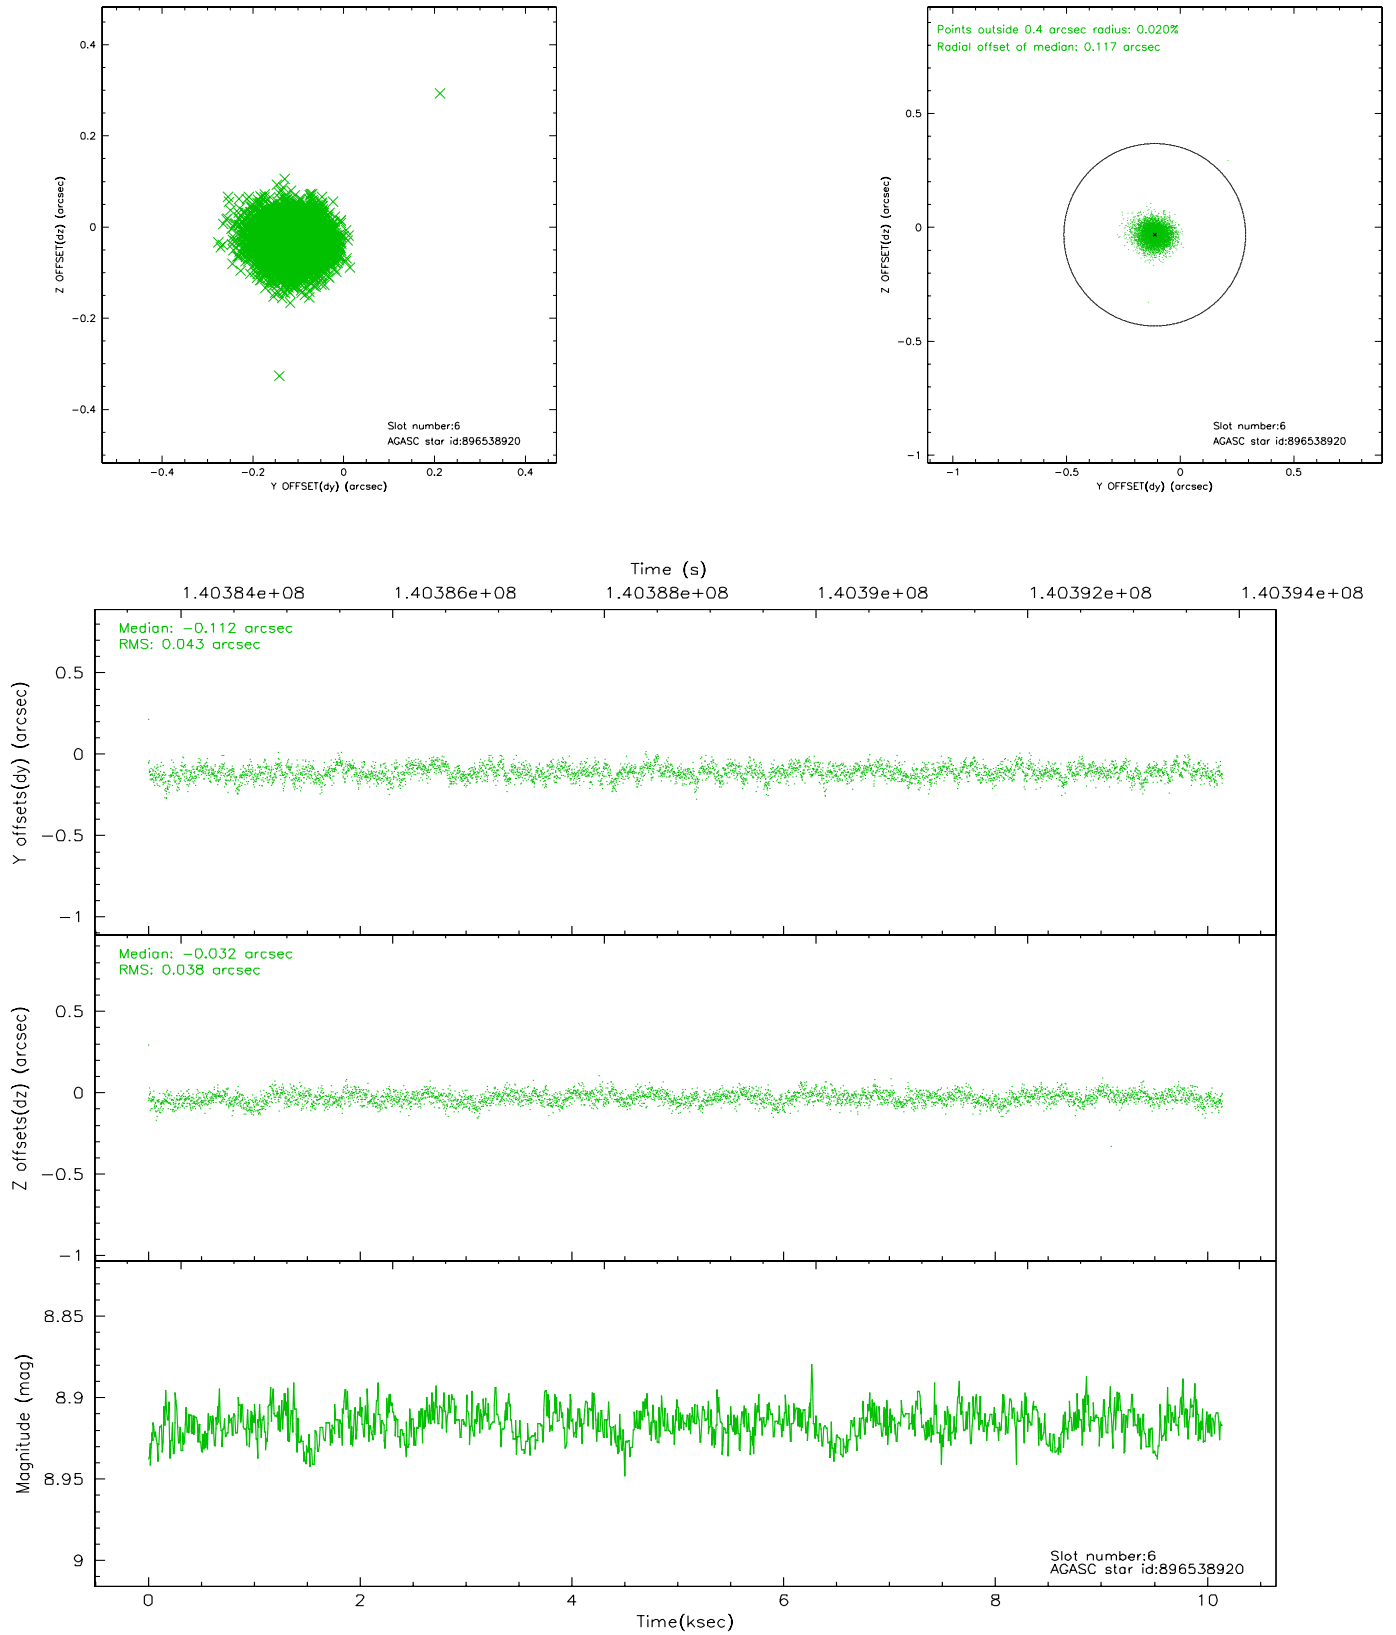 0.4
0.2
0
−0.2
−0.4
Z OFFSET(dz) (arcsec)
−0.4
−0.2
0
0.2
0.4
Y OFFSET(dy) (arcsec)
Slot number:6
AGASC star id:896538920
Points outside 0.4 arcsec radius: 0.020%
Radial offset of median: 0.117 arcsec
0.5
0
−0.5
−1
Z OFFSET(dz) (arcsec)
−1
−0.5
0
0.5
Y OFFSET(dy) (arcsec)
Slot number:6
AGASC star id:896538920
Time (s)
1.40384e+08
1.40386e+08
1.40388e+08
1.4039e+08
1.40392e+08
1.40394e+08
Median: −0.112 arcsec
RMS: 0.043 arcsec
0.5
0
−0.5
−1
Y offsets(dy) (arcsec)
Median: −0.032 arcsec
RMS: 0.038 arcsec
0.5
0
−0.5
−1
Z offsets(dz) (arcsec)
8.85
8.9
8.95
9
Magnitude (mag)
Slot number:6
AGASC star id:896538920
0
2
4
6
8
10
Time(ksec)